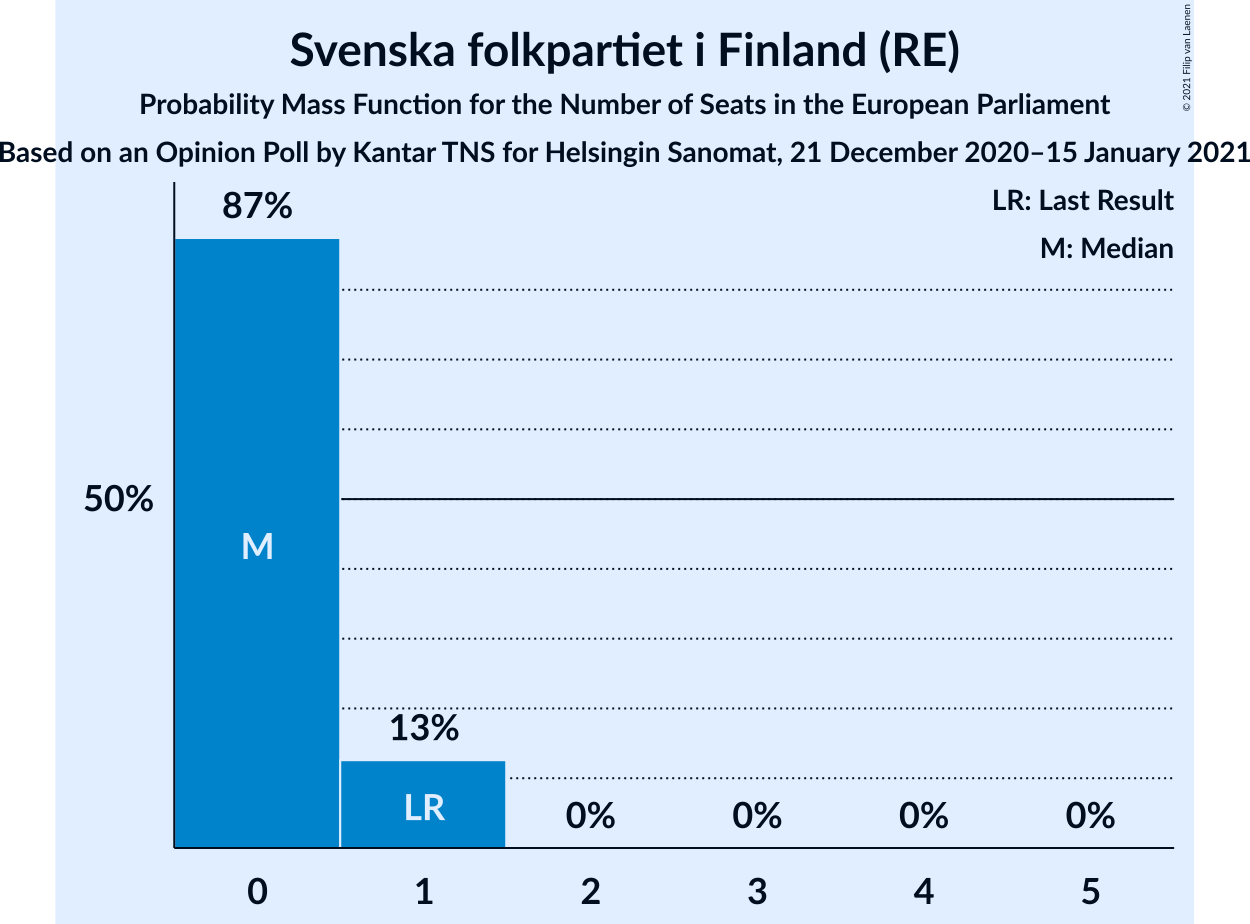 Svenska folkpartiet i Finland (RE)
Probability Mass Function for the Number of Seats in the European Parliament
Based on an Opinion Poll by Kantar TNS for Helsingin Sanomat, 21 December 2020–15 January 2021
© 2021 Filip van Laenen
LR: Last Result
M: Median
87%
50%
M
13%
LR
0%
0%
0%
0%
0
1
2
3
4
5